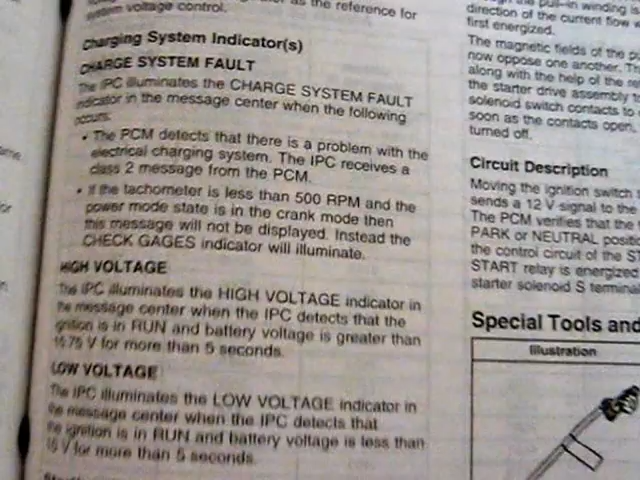 as the reference for
system voltage control.
Charging System Indicator(s)
CHARGE SYSTEM FAULT
The IPC illuminates the CHARGE SYSTEM FAULT
indicator in the message center when the following
occurs:
• The PCM detects that there is a problem with the
electrical charging system. The IPC receives a
class 2 message from the PCM.
• If the tachometer is less than 500 RPM and the
power mode state is in the crank mode then
this message will not be displayed. Instead the
CHECK GAGES indicator will illuminate.
HIGH VOLTAGE
The IPC illuminates the HIGH VOLTAGE indicator in
the message center when the IPC detects that the
ignition is in RUN and battery voltage is greater than
V for more than 5 seconds.
LOW VOLTAGE
The IPC illuminates the LOW VOLTAGE indicator in
the message center when the IPC detects that
the ignition is in RUN and battery voltage is less than
V for more than 5 seconds.
the pull-in winding is
direction of the current flow
first energized.
The magnetic fields of the
now oppose one another.
along with the help of the
the starter drive assembly
solenoid switch contacts to
soon as the contacts open,
turned off.
Circuit Description
Moving the ignition switch
sends a 12 V signal to the
The PCM verifies that the
PARK or NEUTRAL
the control circuit of the
START relay is energized
starter solenoid S
Special Tools and
Illustration